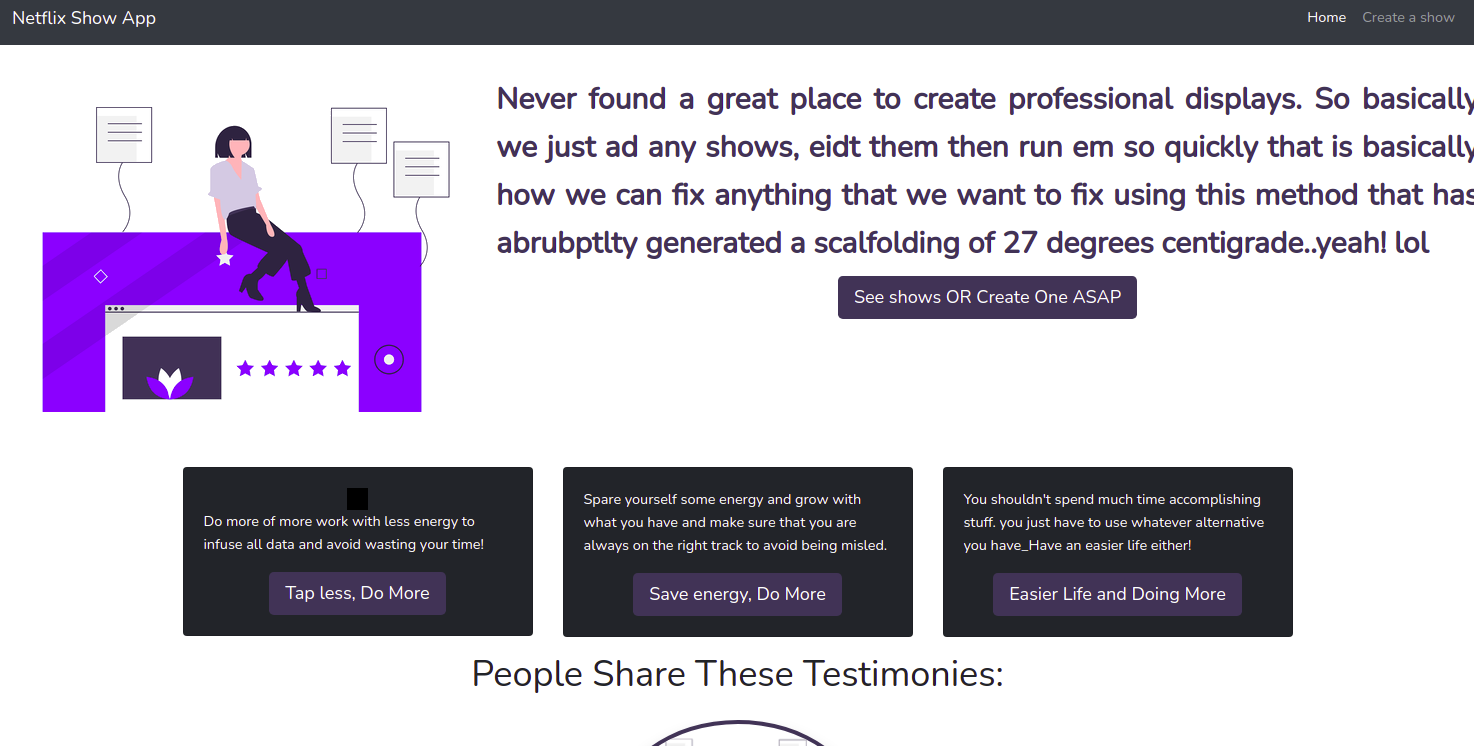 Netflix Show App
Home
Create a show
Never found a great place to create professional displays. So basically
we just ad any shows, eidt them then run em so quickly that is basically
how we can fix anything that we want to fix using this method that has
abrubptlty generated a scalfolding of 27 degrees centigrade..yeah! lol
See shows OR Create One ASAP
Do more of more work with less energy to
infuse all data and avoid wasting your time!
Tap less, Do More
Spare yourself some energy and grow with
what you have and make sure that you are
always on the right track to avoid being misled.
Save energy, Do More
You shouldn't spend much time accomplishing
stuff. you just have to use whatever alternative
you have_Have an easier life either!
Easier Life and Doing More
People Share These Testimonies: